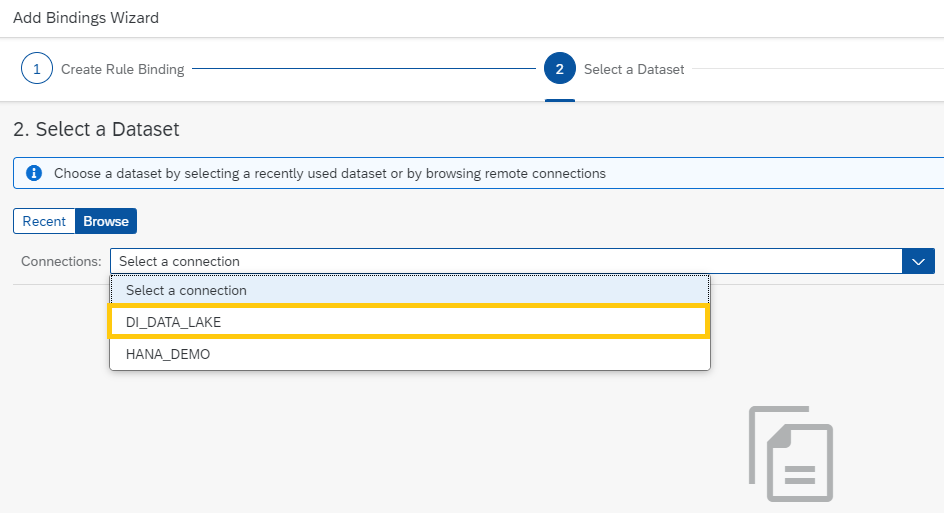 Add Bindings Wizard
1 Create Rule Binding 2 Select a Dataset
2. Select a Dataset
Choose a dataset by selecting a recently used dataset or by browsing remote connections
Recent Browse
Connections: Select a connection
Select a connection
DI_DATA_LAKE
HANA_DEMO